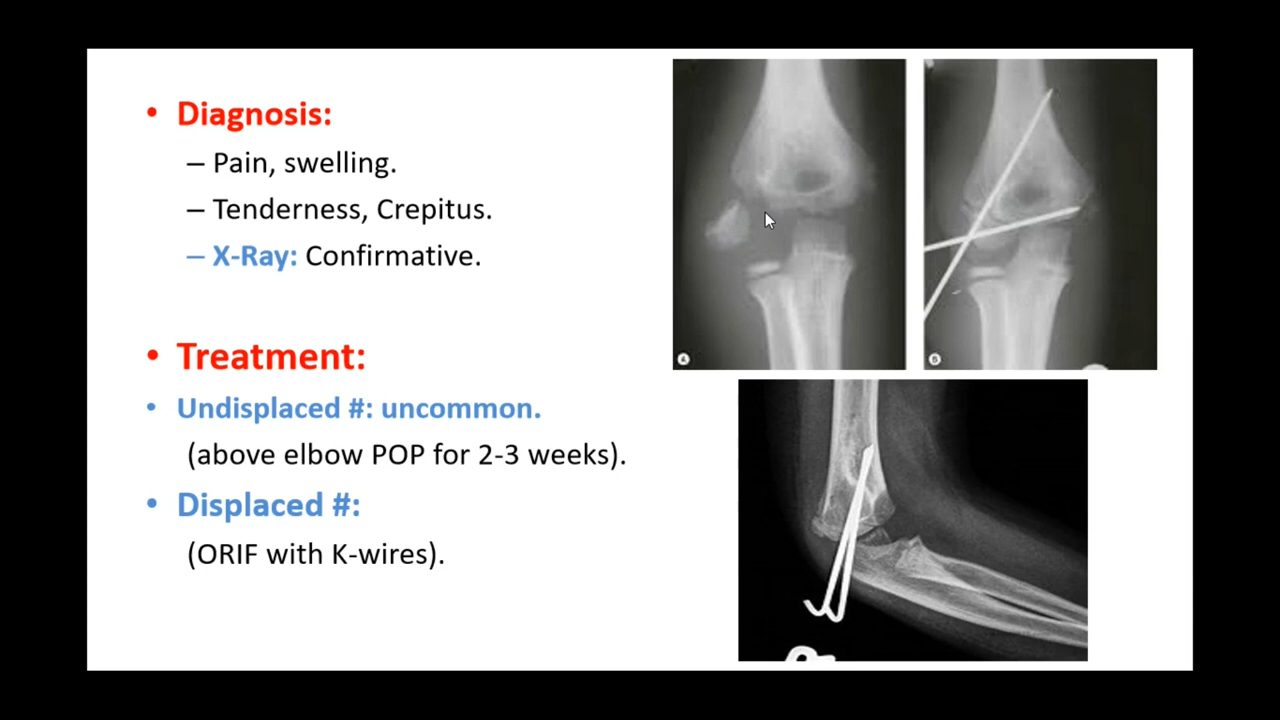 • Diagnosis:
– Pain, swelling.
– Tenderness, Crepitus.
– X-Ray: Confirmative.
• Treatment:
• Undisplaced #: uncommon.
(above elbow POP for 2-3 weeks).
• Displaced #:
(ORIF with K-wires).
A
B